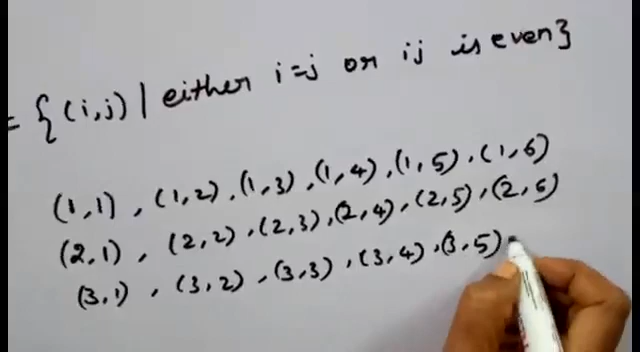 = {(i,j) | either i=j or ij is even}
(1,1), (1,2), (1,3), (1,4), (1,5), (1,6)
(2,1), (2,2), (2,3), (2,4), (2,5), (2,6)
(3,1), (3,2), (3,3), (3,4), (3,5)